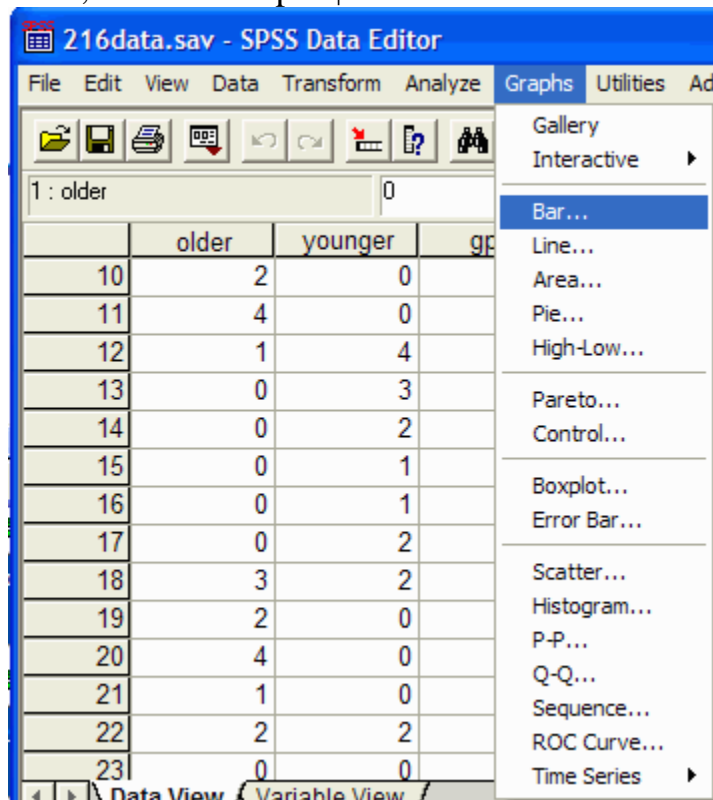 SPSS
216data.sav - SPSS Data Editor
File Edit View Data Transform Analyze Graphs Utilities Ad
1 : older 0
older younger gp
10 2 0
11 4 0
12 1 4
13 0 3
14 0 2
15 0 1
16 0 1
17 0 2
18 3 2
19 2 0
20 4 0
21 1 0
22 2 2
23 0 0
Data View Variable View
Gallery
Interactive
Bar...
Line...
Area...
Pie...
High-Low...
Pareto...
Control...
Boxplot...
Error Bar...
Scatter...
Histogram...
P-P...
Q-Q...
Sequence...
ROC Curve...
Time Series